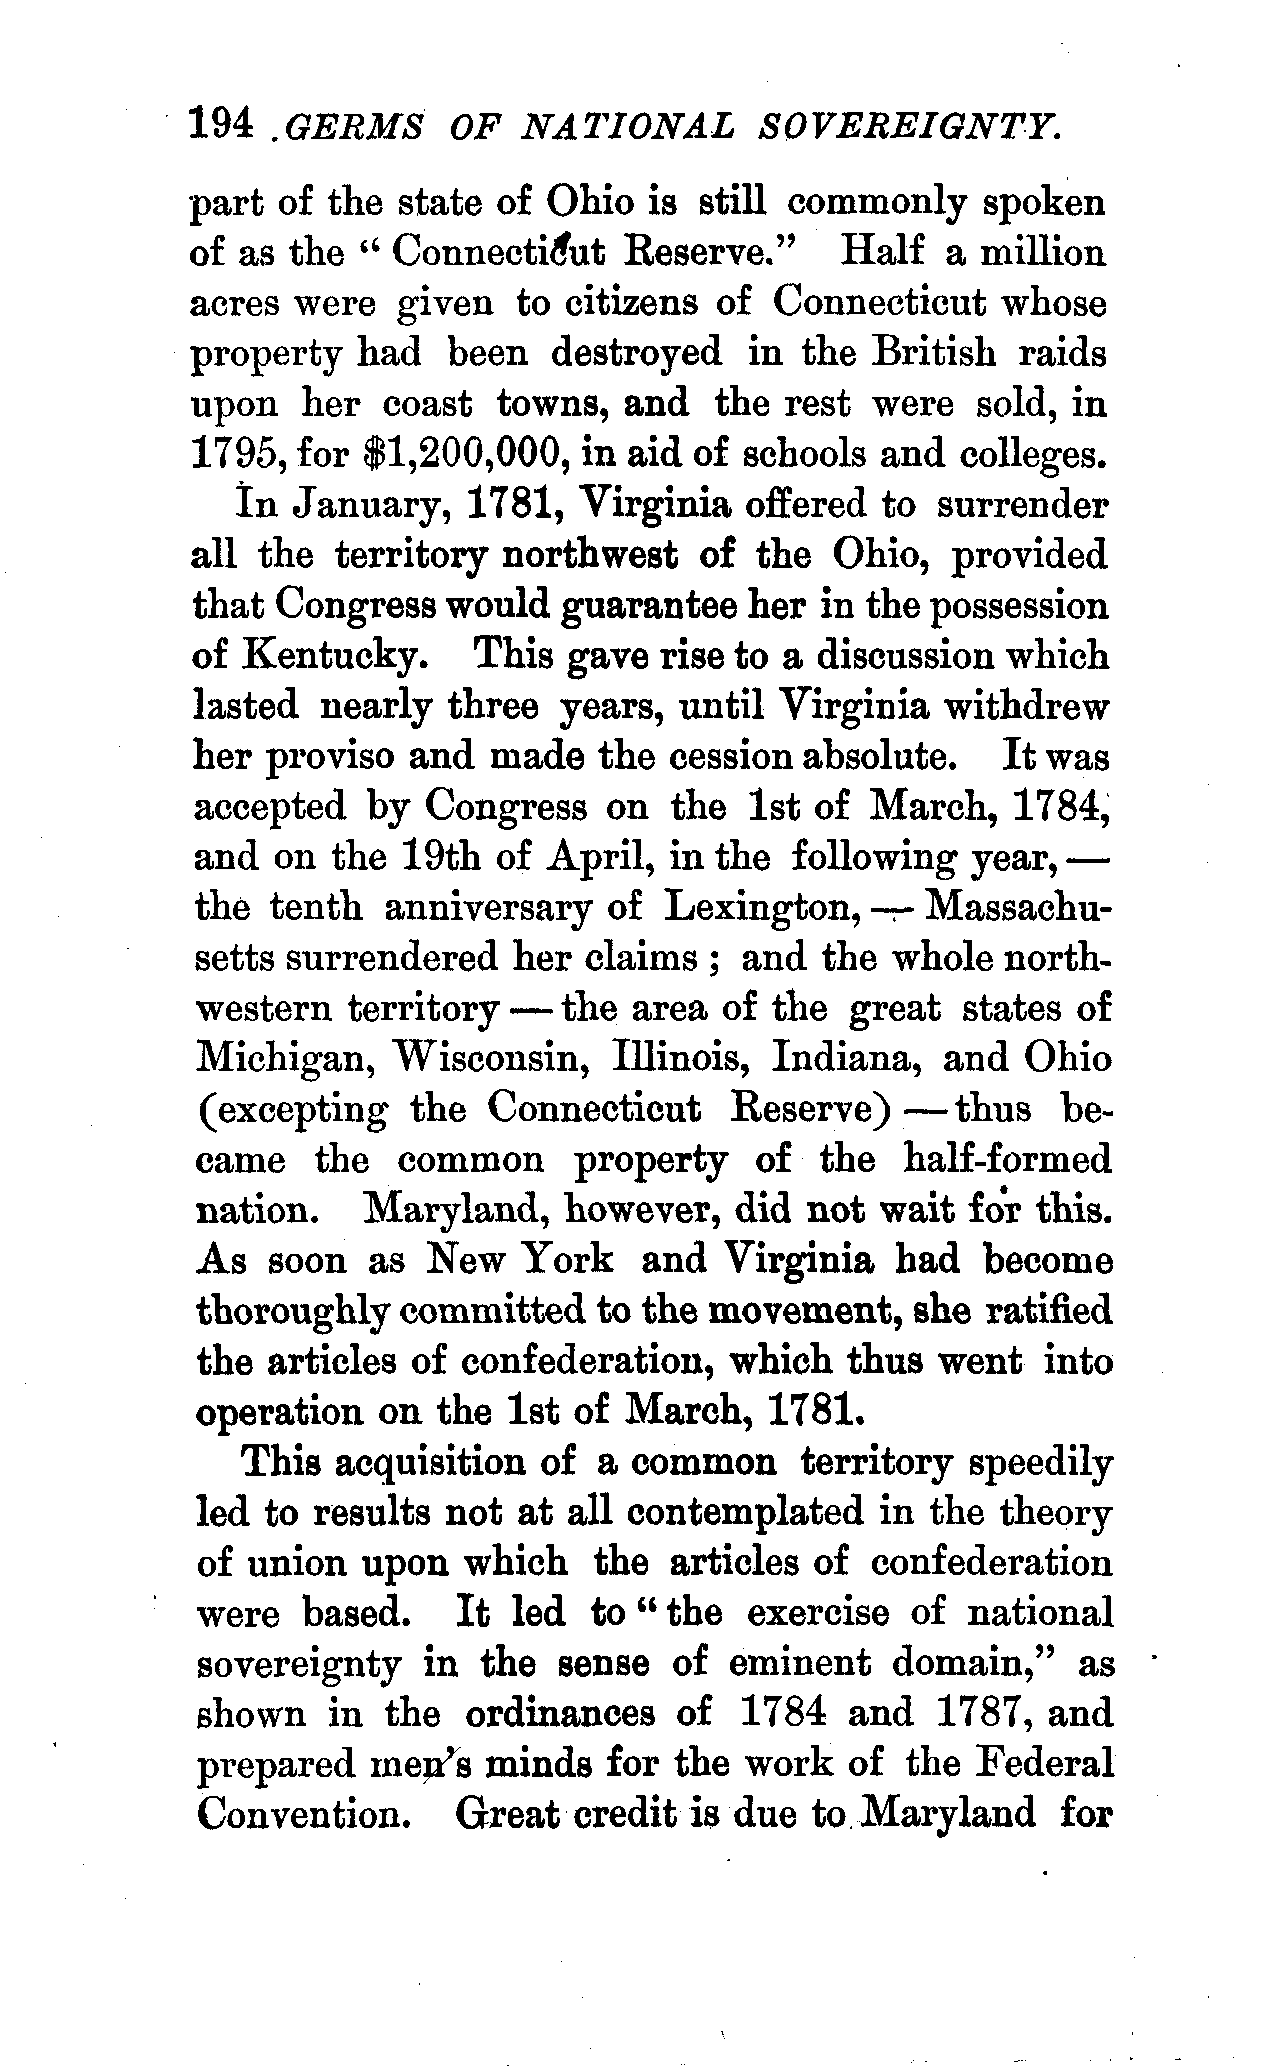 194 GERMS OF NATIONAL SOVEREIGNTY.
part of the state of Ohio is still commonly spoken
of as the “ Connecticut Reserve.” Half a million
acres were given to citizens of Connecticut whose
property had been destroyed in the British raids
upon her coast towns, and the rest were sold, in
1795, for $1,200,000, in aid of schools and colleges.
In January, 1781, Virginia offered to surrender
all the territory northwest of the Ohio, provided
that Congress would guarantee her in the possession
of Kentucky. This gave rise to a discussion which
lasted nearly three years, until Virginia withdrew
her proviso and made the cession absolute. It was
accepted by Congress on the 1st of March, 1784,
and on the 19th of April, in the following year, —
the tenth anniversary of Lexington, — Massachu-
setts surrendered her claims ; and the whole north-
western territory — the area of the great states of
Michigan, Wisconsin, Illinois, Indiana, and Ohio
(excepting the Connecticut Reserve) — thus be-
came the common property of the half-formed
nation. Maryland, however, did not wait for this.
As soon as New York and Virginia had become
thoroughly committed to the movement, she ratified
the articles of confederation, which thus went into
operation on the 1st of March, 1781.
This acquisition of a common territory speedily
led to results not at all contemplated in the theory
of union upon which the articles of confederation
were based. It led to “ the exercise of national
sovereignty in the sense of eminent domain,” as
shown in the ordinances of 1784 and 1787, and
prepared men’s minds for the work of the Federal
Convention. Great credit is due to Maryland for